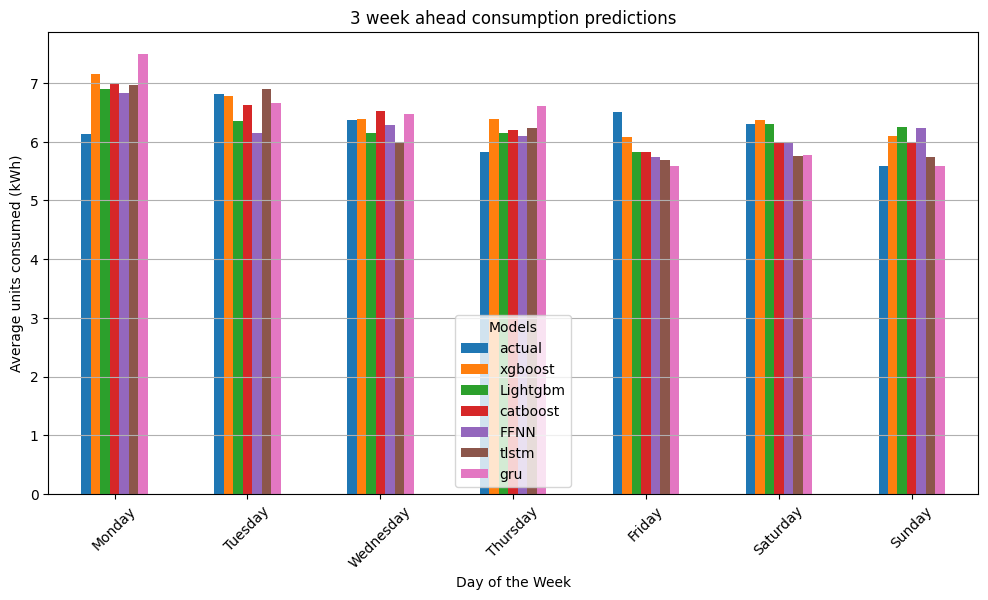 3 week ahead consumption predictions
Average units consumed (kWh)
7
6
5
4
3
2
1
0
Models
actual
xgboost
Lightgbm
catboost
FFNN
tlstm
gru
Monday
Tuesday
Wednesday
Thursday
Friday
Saturday
Sunday
Day of the Week